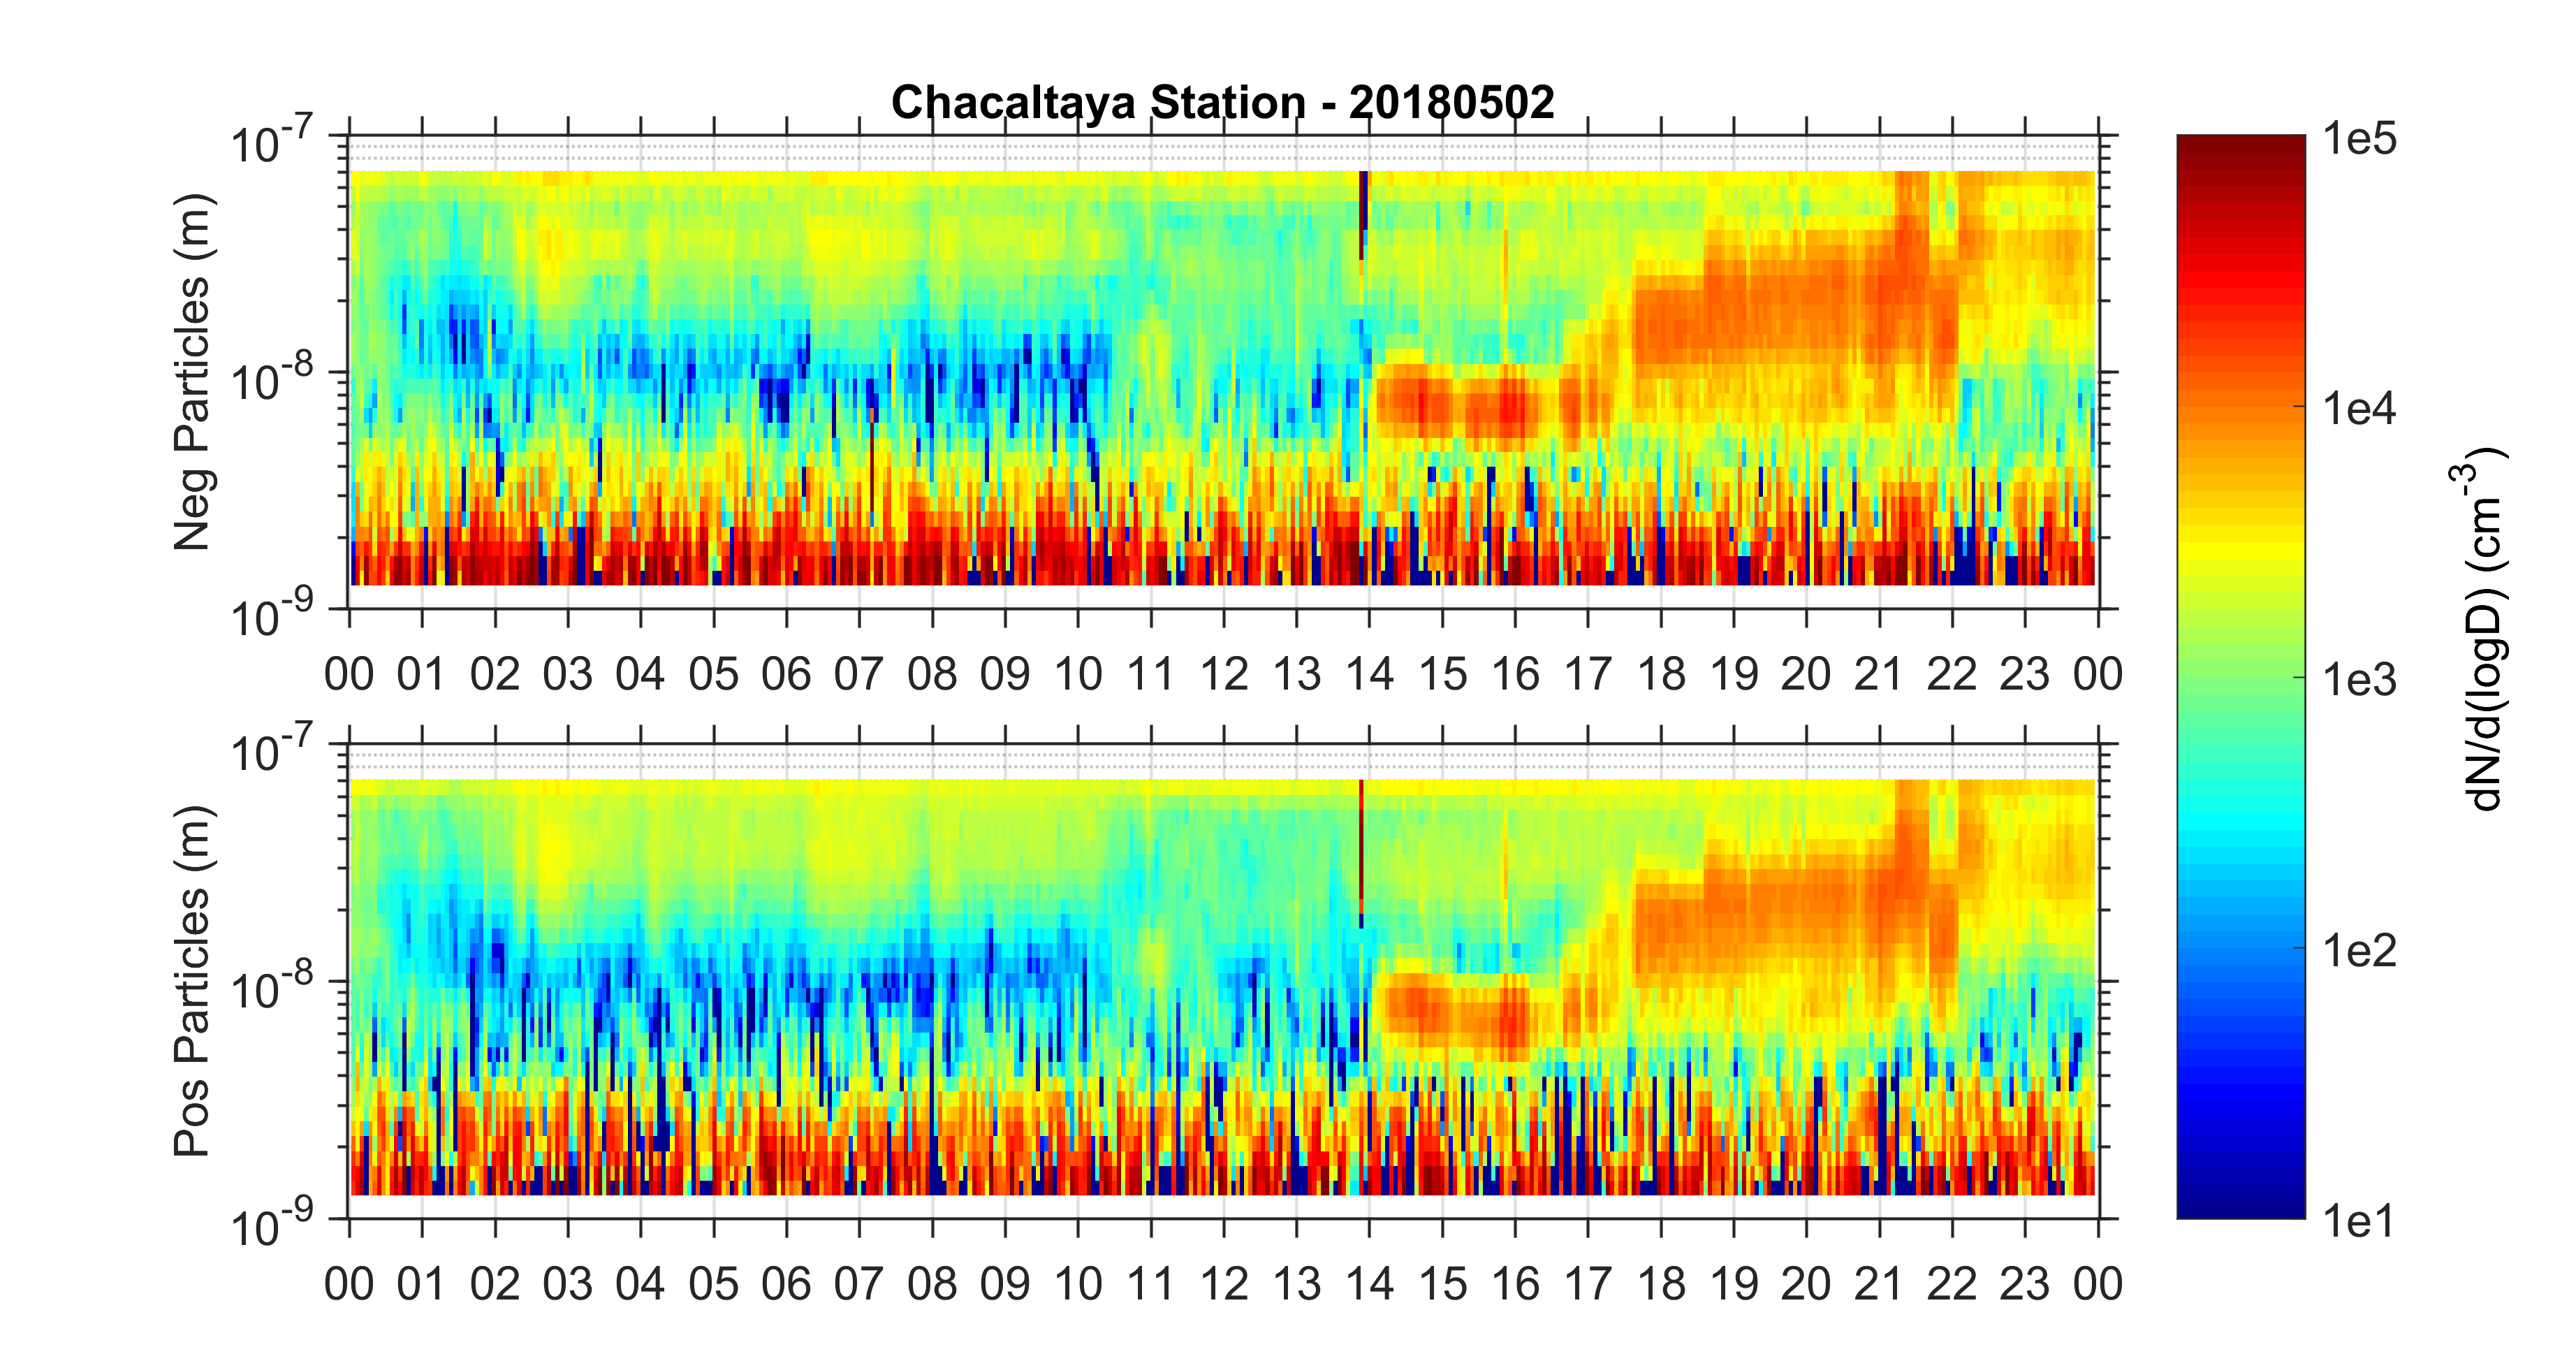 Chacaltaya Station - 20180502
Neg Particles (m)
10-7
10-8
10-9
00 01 02 03 04 05 06 07 08 09 10 11 12 13 14 15 16 17 18 19 20 21 22 23 00
Pos Particles (m)
10-7
10-8
10-9
00 01 02 03 04 05 06 07 08 09 10 11 12 13 14 15 16 17 18 19 20 21 22 23 00
1e5
1e4
1e3
1e2
1e1
dN/d(logD) (cm-3)